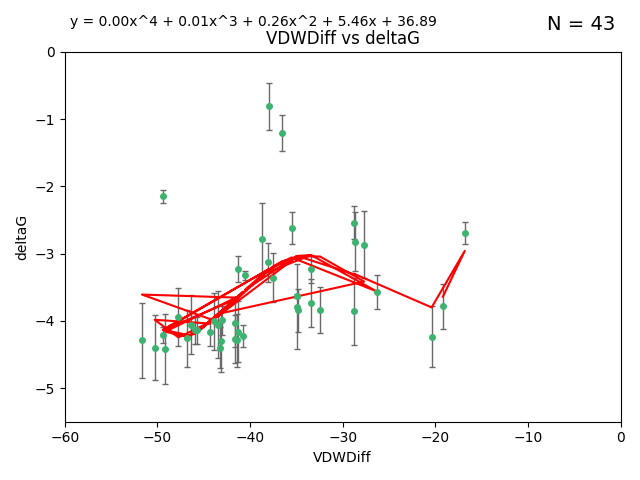 y = 0.00x^4 + 0.01x^3 + 0.26x^2 + 5.46x + 36.89
N = 43
VDWDiff vs deltaG
0
−1
−2
−3
−4
−5
deltaG
−60 −50 −40 −30 −20 −10 0
VDWDiff